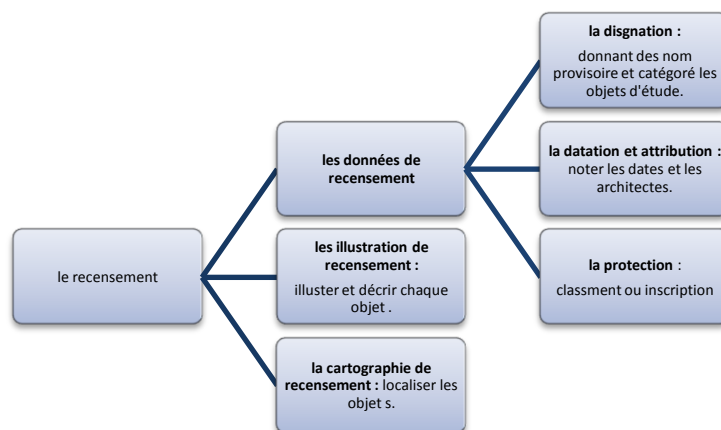 le recensement
les données de
recensement
les illustration de
recensement :
illuster et décrir chaque
objet .
la cartographie de
recensement : localiser les
objet s.
la disgnation :
donnant des nom
provisoire et catégoré les
objets d'étude.
la datation et attribution :
noter les dates et les
architectes.
la protection :
classment ou inscription